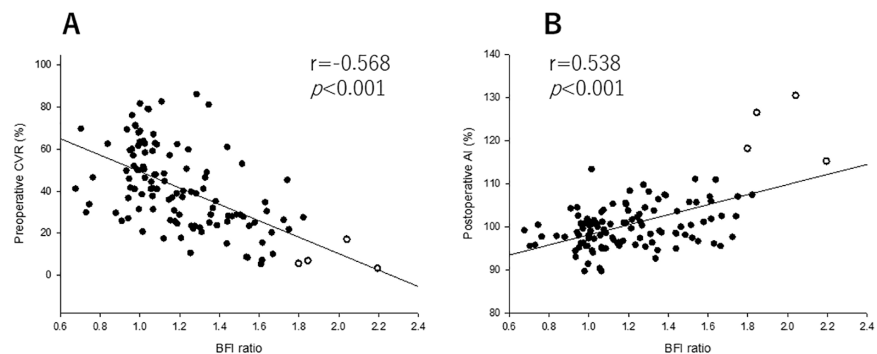 A
r=-0.568
p<0.001
Preoperative CVR (%)
100
80
60
40
20
0
0.6 0.8 1.0 1.2 1.4 1.6 1.8 2.0 2.2 2.4
BFI ratio
B
r=0.538
p<0.001
Postoperative AI (%)
140
130
120
110
100
90
80
0.6 0.8 1.0 1.2 1.4 1.6 1.8 2.0 2.2 2.4
BFI ratio